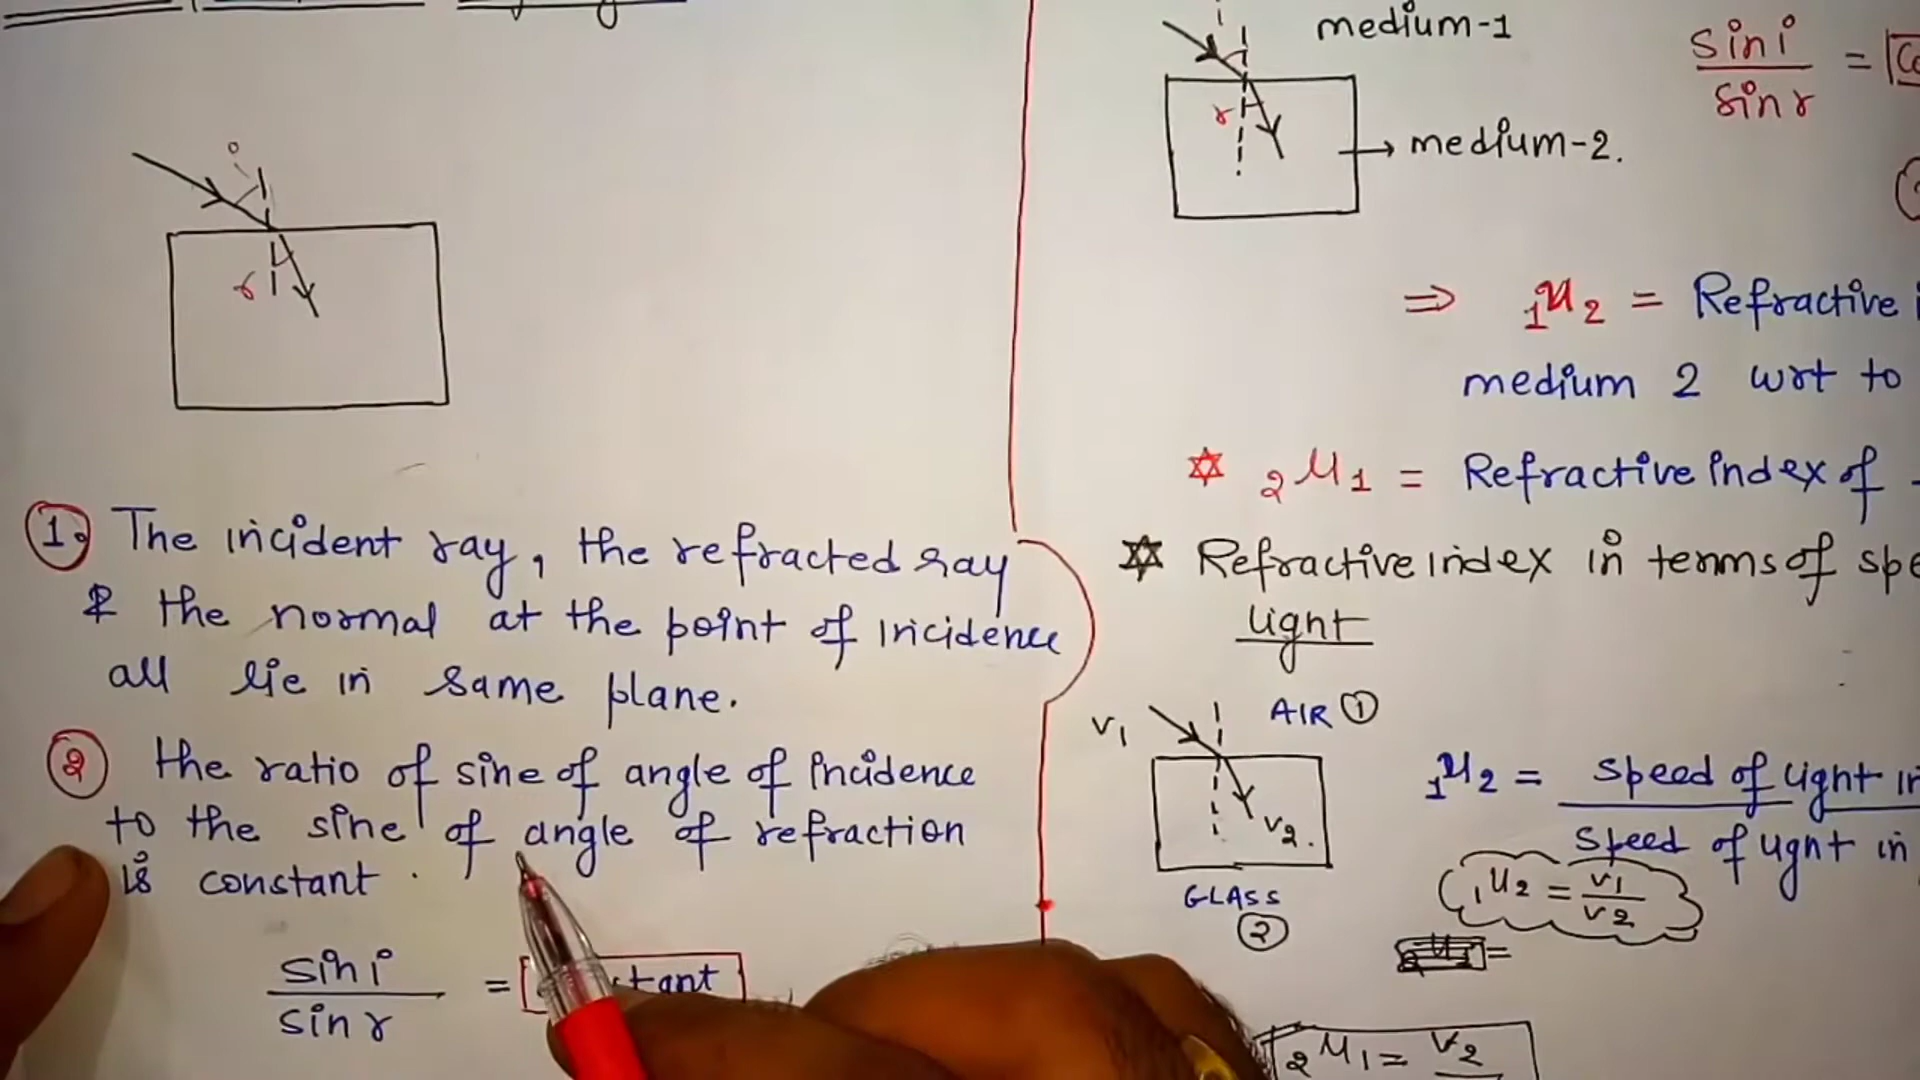 i
r
1. The incident ray, the refracted ray
& the normal at the point of incidence
all lie in same plane.
2 the ratio of sine of angle of incidence
to the sine of angle of refraction
is constant.
sin i
sin r
=
medium-1
r
medium-2.
sin i
sin r
=
⇒ 1μ2 = Refractive
medium 2 wrt to
✡ 2μ1 = Refractive index of
✡ Refractive index in terms of
light
V1
AIR 1
V2.
GLASS
2
1μ2 = speed of light in
speed of light in
1μ2 = V1
V2
=
2μ1 = V2